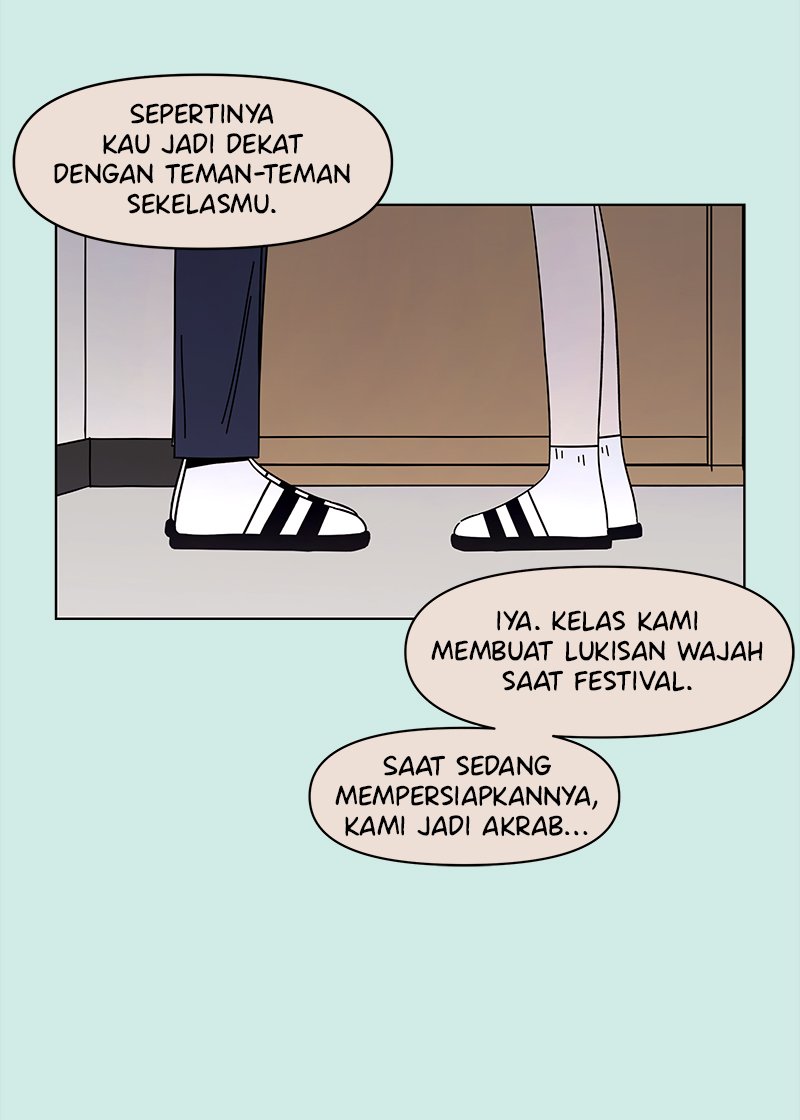 SEPERTINYA
KAU JADI DEKAT
DENGAN TEMAN-TEMAN
SEKELASMU.
IYA. KELAS KAMI
MEMBUAT LUKISAN WAJAH
SAAT FESTIVAL.
SAAT SEDANG
MEMPERSIAPKANNYA,
KAMI JADI AKRAB...